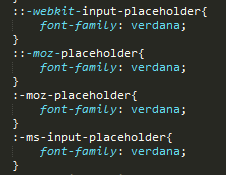 ::-webkit-input-placeholder{
font-family: verdana;
}
::-moz-placeholder{
font-family: verdana;
}
:-moz-placeholder{
font-family: verdana;
}
:-ms-input-placeholder{
font-family: verdana;
}